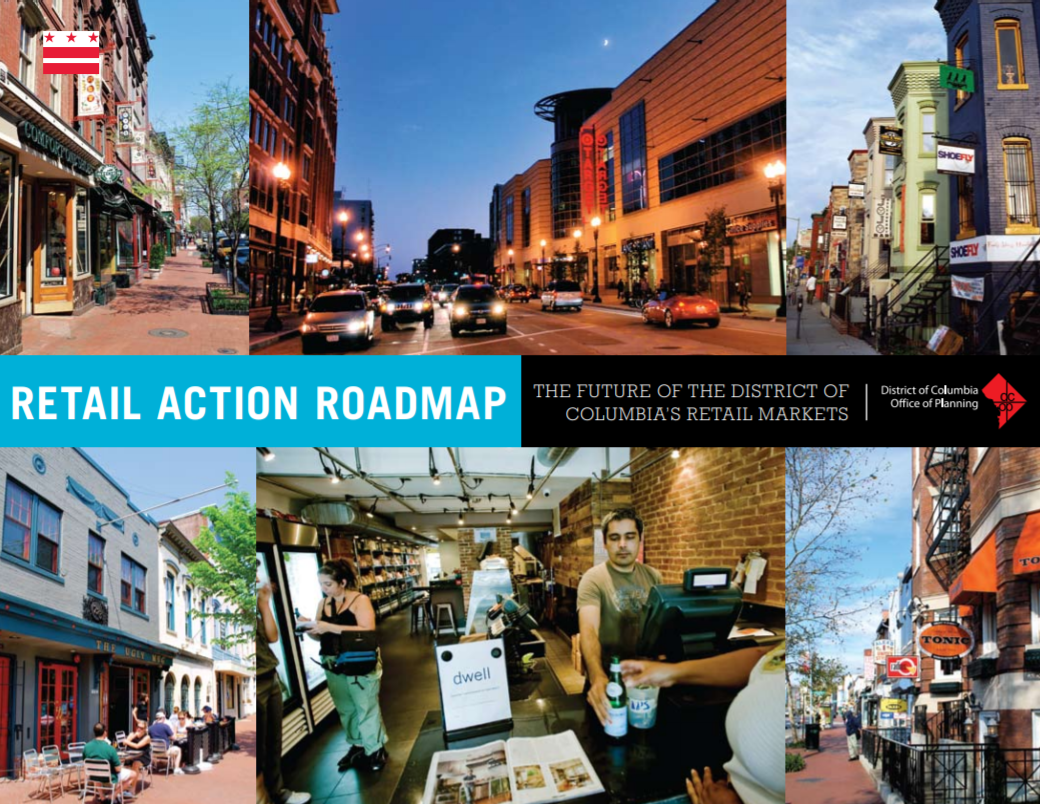 SHOEFLY
SHOEFLY
RETAIL ACTION ROADMAP
THE FUTURE OF THE DISTRICT OF
COLUMBIA'S RETAIL MARKETS
District of Columbia
Office of Planning
dc
op
THE UGLY MUG
dwell
TONIC
TO